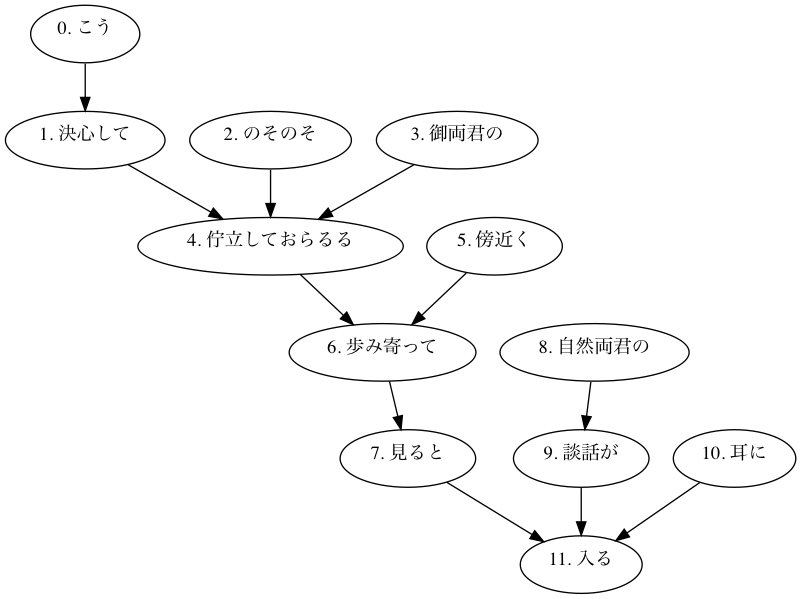 0. こう
1. 決心して
2. のそのそ
3. 御両君の
4. 佇立しておらるる
5. 傍近く
6. 歩み寄って
8. 自然両君の
7. 見ると
9. 談話が
10. 耳に
11. 入る